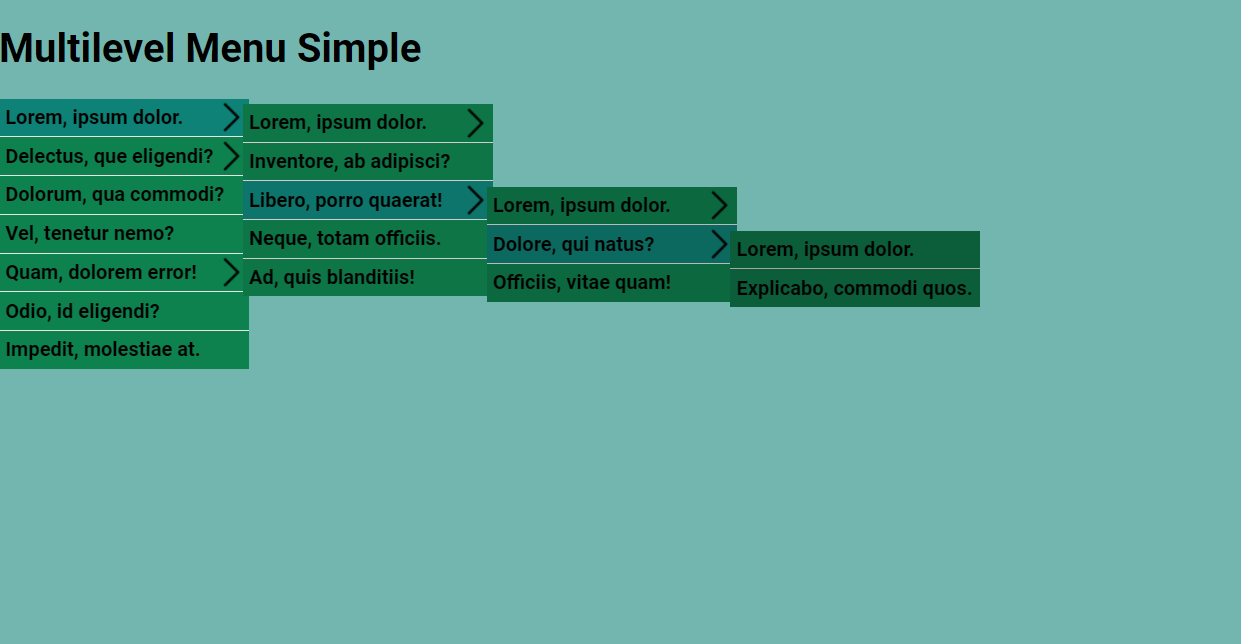 Multilevel Menu Simple
Lorem, ipsum dolor.
Delectus, que eligendi?
Dolorum, qua commodi?
Vel, tenetur nemo?
Quam, dolorem error!
Odio, id eligendi?
Impedit, molestiae at.
Lorem, ipsum dolor.
Inventore, ab adipisci?
Libero, porro quaerat!
Neque, totam officiis.
Ad, quis blanditiis!
Lorem, ipsum dolor.
Dolore, qui natus?
Officiis, vitae quam!
Lorem, ipsum dolor.
Explicabo, commodi quos.